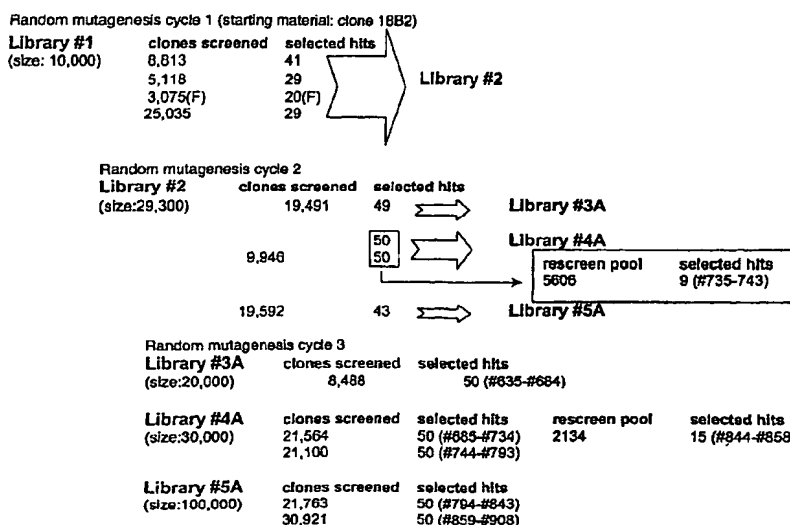 Random mutagenesis cycle 1 (starting material: clone 18B2)
Library #1 clones screened selected hits
(size: 10,000) 8,813 41
5,118 29
3,075(F) 20(F)
25,035 29
Library #2
Random mutagenesis cycle 2
Library #2 clones screened selected hits
(size:29,300) 19,491 49 Library #3A
50 Library #4A
9,946 50
rescreen pool selected hits
5606 9 (#735-743)
19,592 43 Library #5A
Random mutagenesis cycle 3
Library #3A clones screened selected hits
(size:20,000) 8,488 50 (#635-#684)
Library #4A clones screened selected hits rescreen pool selected hits
(size:30,000) 21,564 50 (#685-#734) 2134 15 (#844-#858
21,100 50 (#744-#793)
Library #5A clones screened selected hits
(size:100,000) 21,763 50 (#794-#843)
30,921 50 (#859-#908)